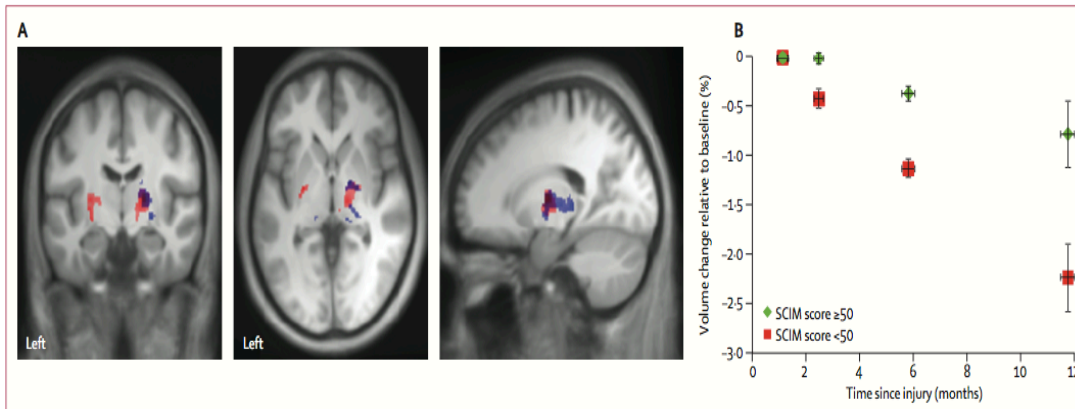 A
Left
Left
B
Volume change relative to baseline (%)
0
–0·5
–1·0
–1·5
–2·0
–2·5
–3·0
SCIM score ≥50
SCIM score <50
0
2
4
6
8
10
12
Time since injury (months)